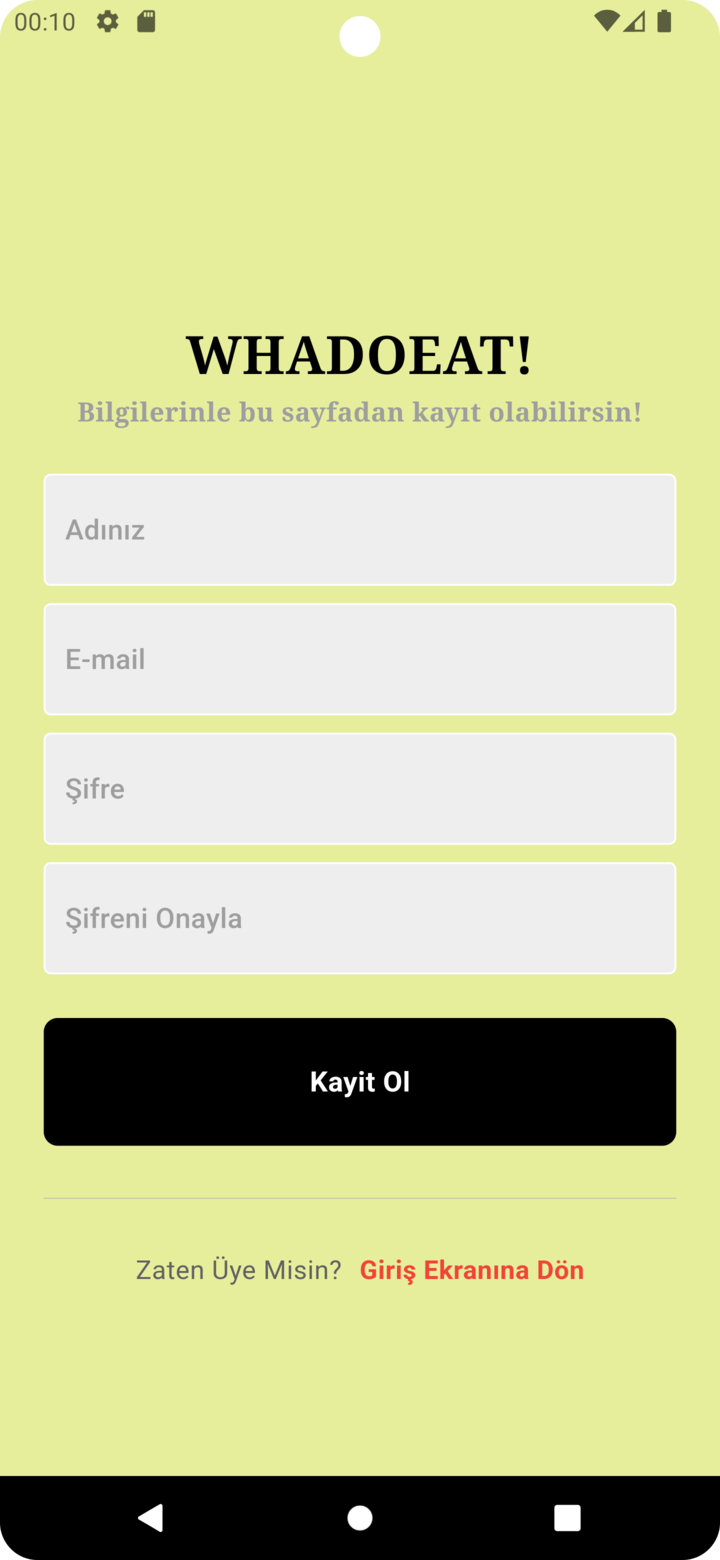 00:10
WHADOEAT!
Bilgilerinle bu sayfadan kayıt olabilirsin!
Adınız
E-mail
Şifre
Şifreni Onayla
Kayit Ol
Zaten Üye Misin? Giriş Ekranına Dön